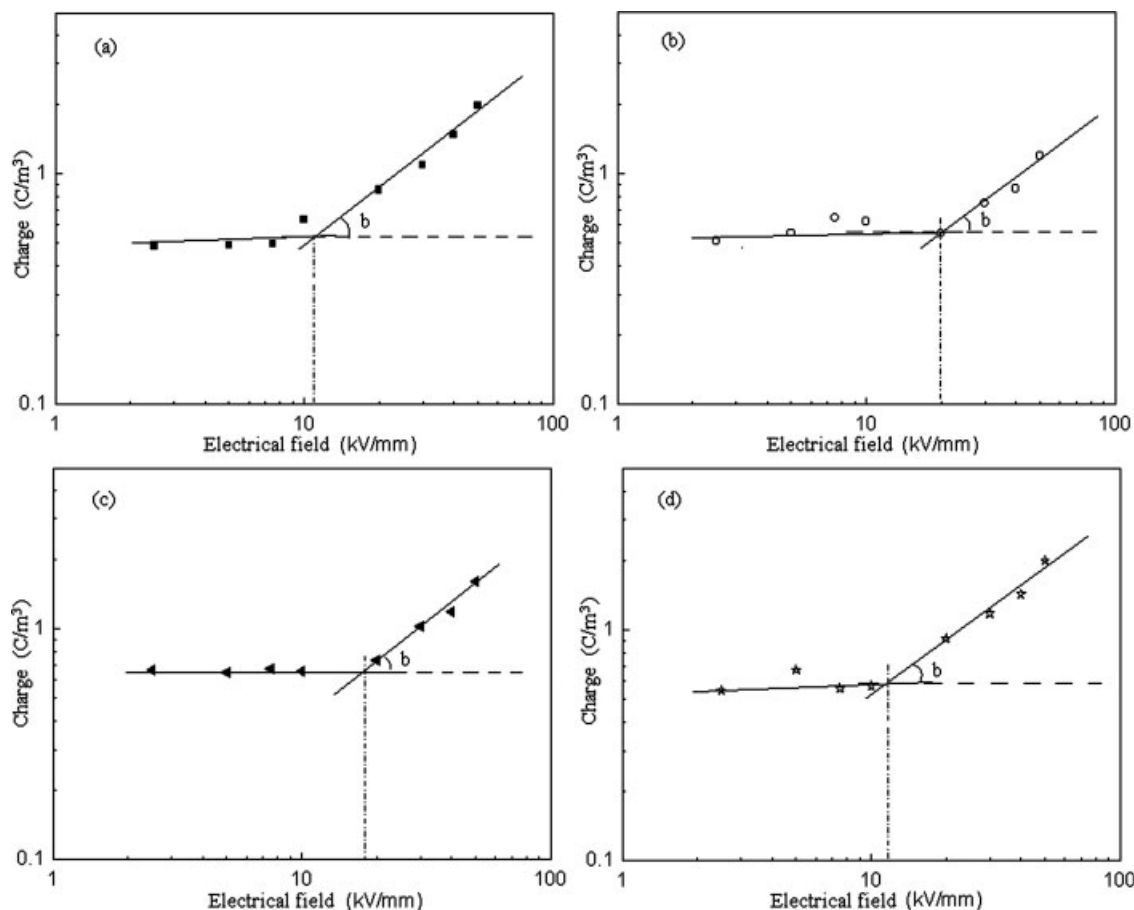 (a)
Charge (C/m³)
1
0.1
b
1
10
100
Electrical field (kV/mm)
(b)
Charge (C/m³)
1
0.1
b
1
10
100
Electrical field (kV/mm)
(c)
Charge (C/m³)
1
0.1
b
1
10
100
Electrical field (kV/mm)
(d)
Charge (C/m³)
1
0.1
b
1
10
100
Electrical field (kV/mm)